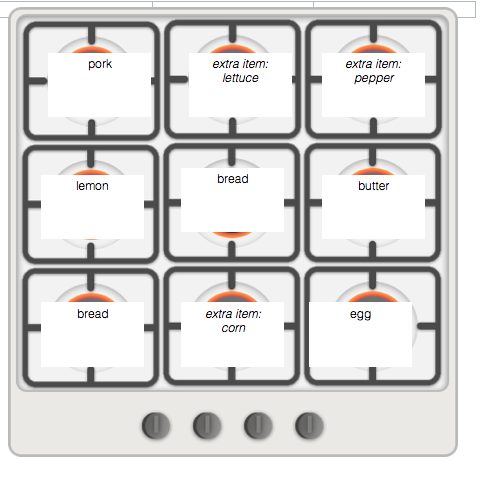 pork
extra item:
lettuce
extra item:
pepper
lemon
bread
butter
bread
extra item:
corn
egg